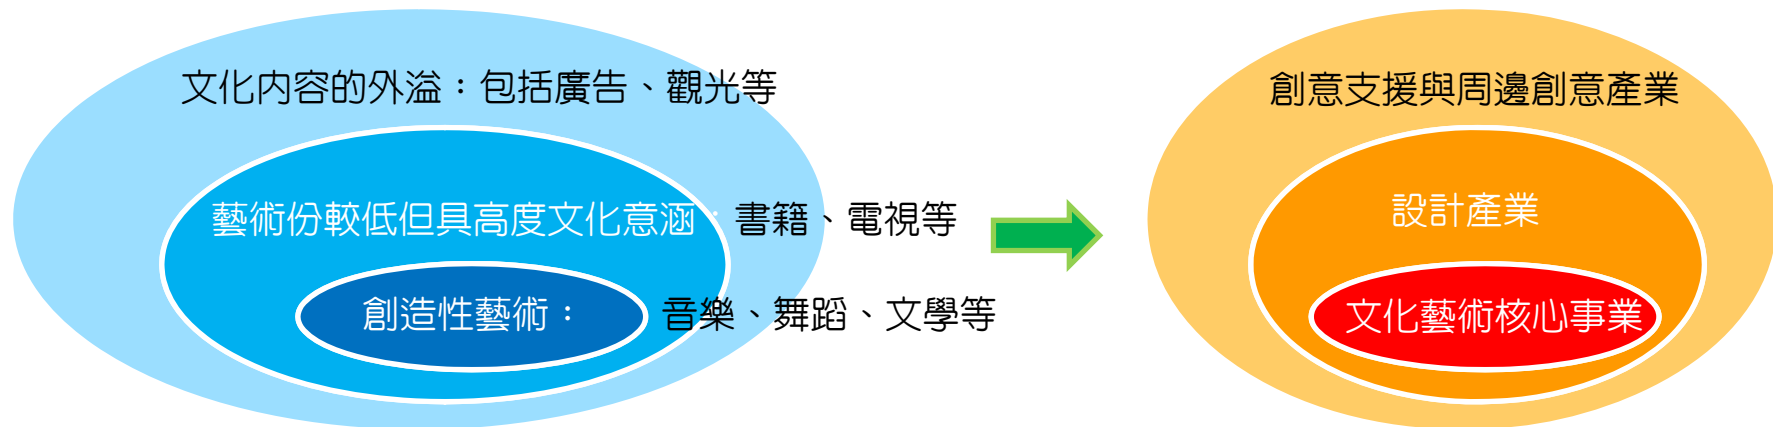 文化內容的外溢：包括廣告、觀光等
藝術份較低但具高度文化意涵：書籍、電視等
創造性藝術： 音樂、舞蹈、文學等
創意支援與周邊創意產業
設計產業
文化藝術核心事業